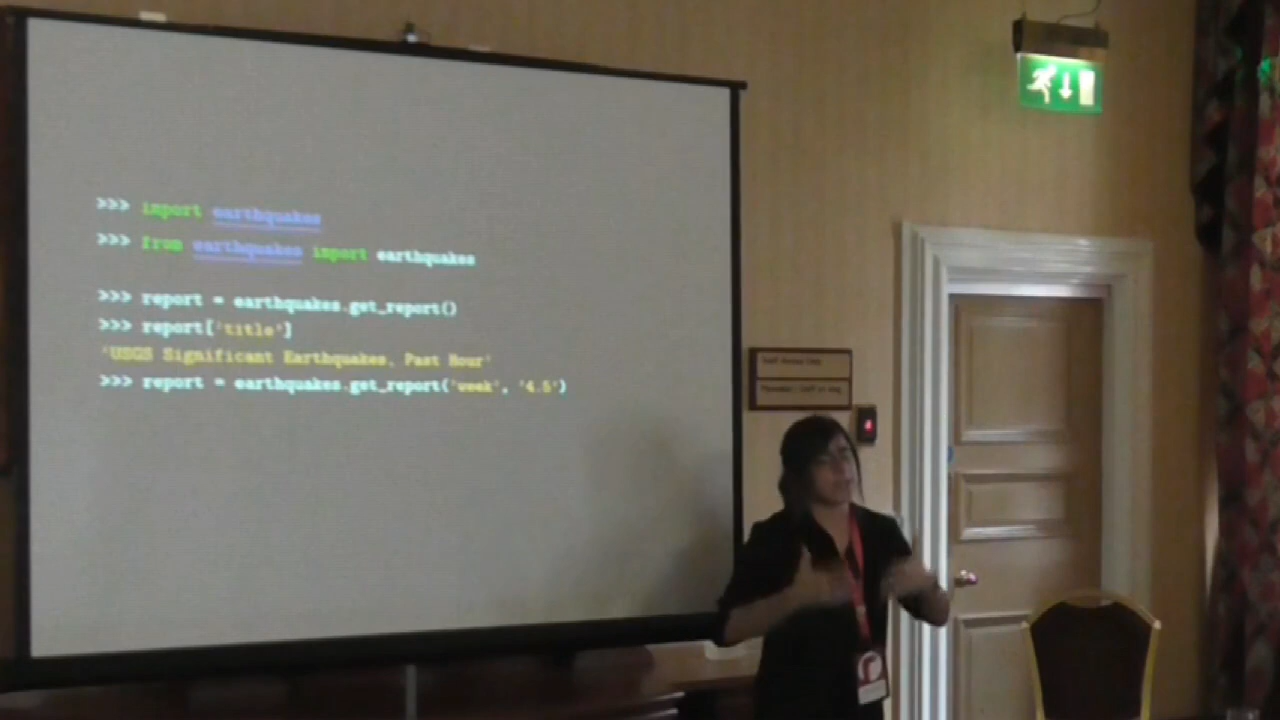 >>> import earthquakes
>>> from earthquakes import earthquakes
>>> report = earthquakes.get_report()
>>> report['title']
'USGS Significant Earthquakes, Past Hour'
>>> report = earthquakes.get_report('week', '4.5')